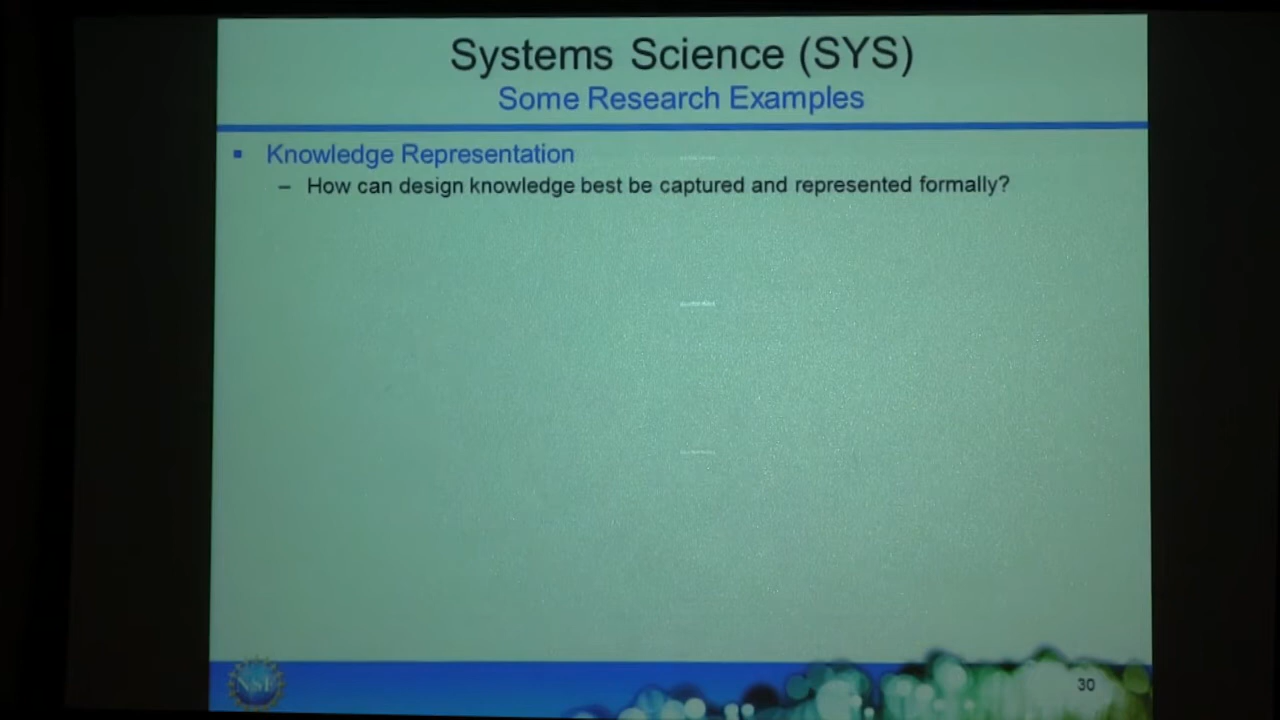 Systems Science (SYS)
Some Research Examples
▪ Knowledge Representation
– How can design knowledge best be captured and represented formally?
NSF
30